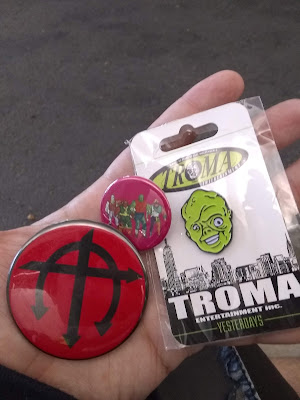 TROMA
TROMA
ENTERTAINMENT INC.
YESTERDAYS